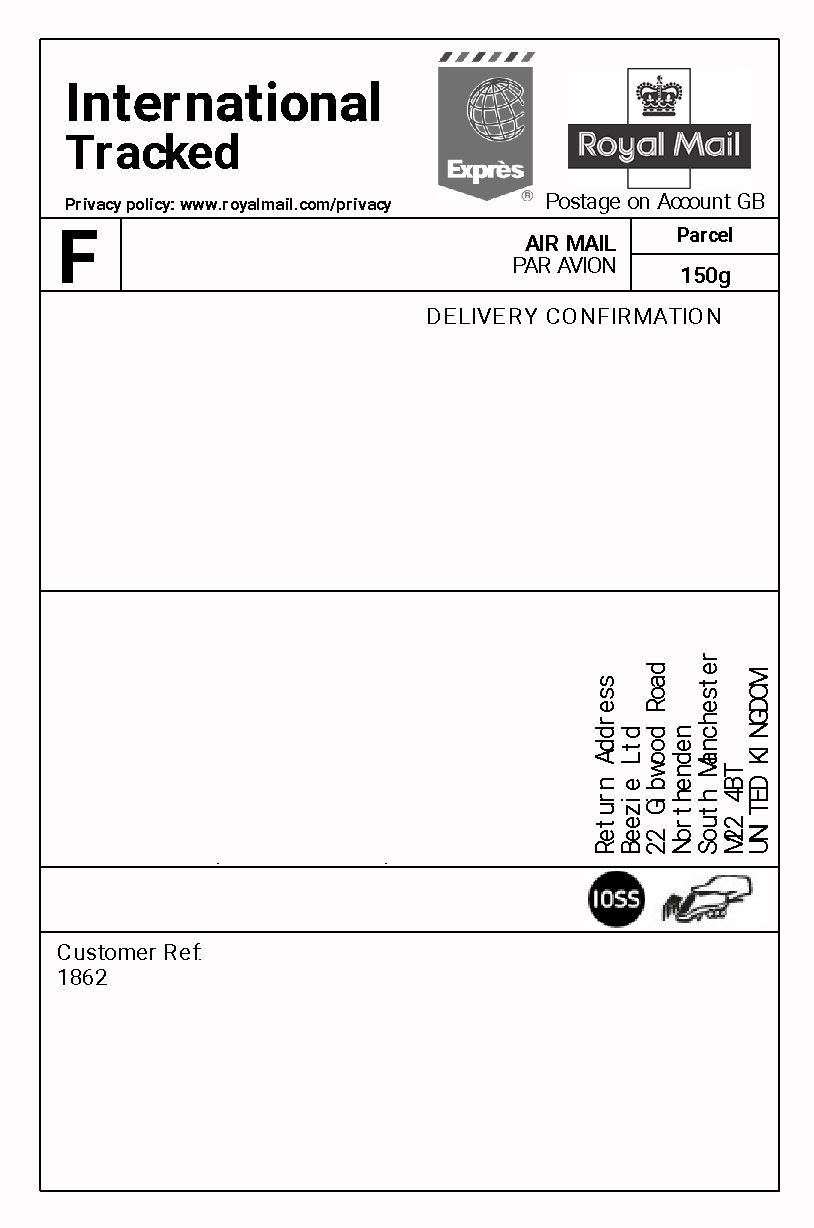 International
Tracked
Privacy policy: www.royalmail.com/privacy
Exprès
®
Royal Mail
Postage on Account GB
F
AIR MAIL
PAR AVION
Parcel
150g
DELIVERY CONFIRMATION
Return Address
Beezie Ltd
22 Gibwood Road
Northenden
South Manchester
M22 4BT
UNITED KINGDOM
IOSS
Customer Ref:
1862